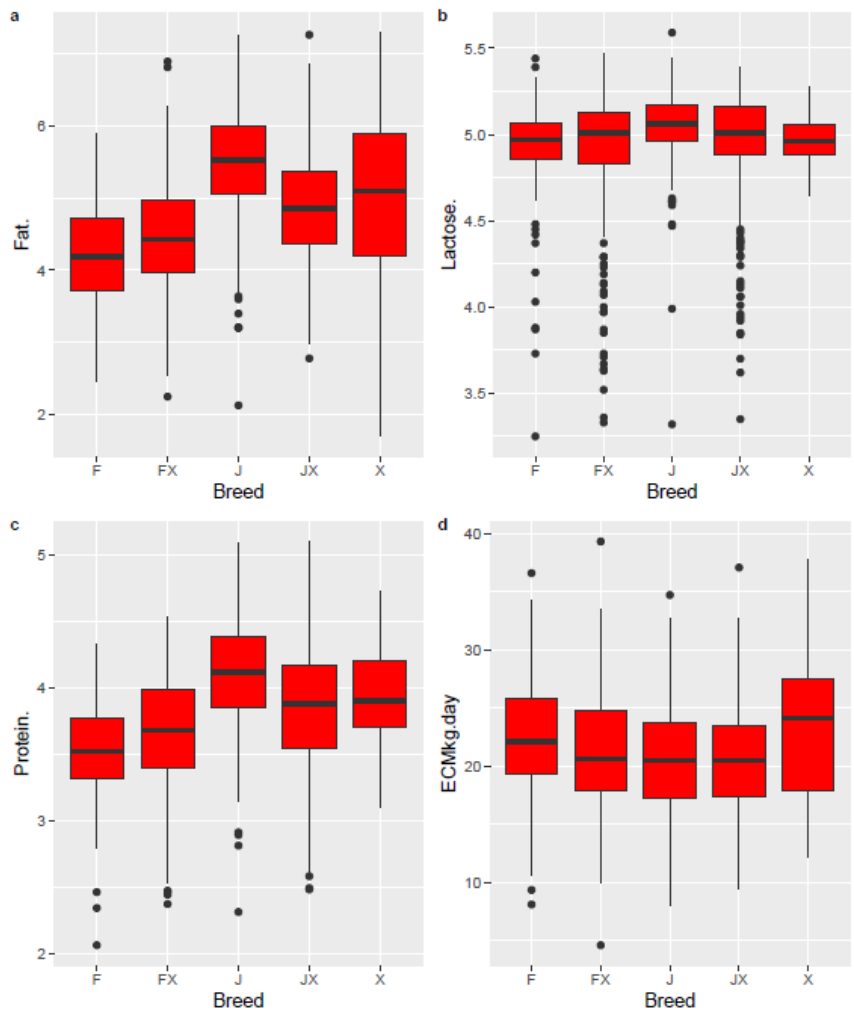 a
Fat.
6
4
2
F FX J JX X
Breed
b
Lactose.
5.5
5.0
4.5
4.0
3.5
F FX J JX X
Breed
c
Protein.
5
4
3
2
F FX J JX X
Breed
d
ECMkg.day
40
30
20
10
F FX J JX X
Breed